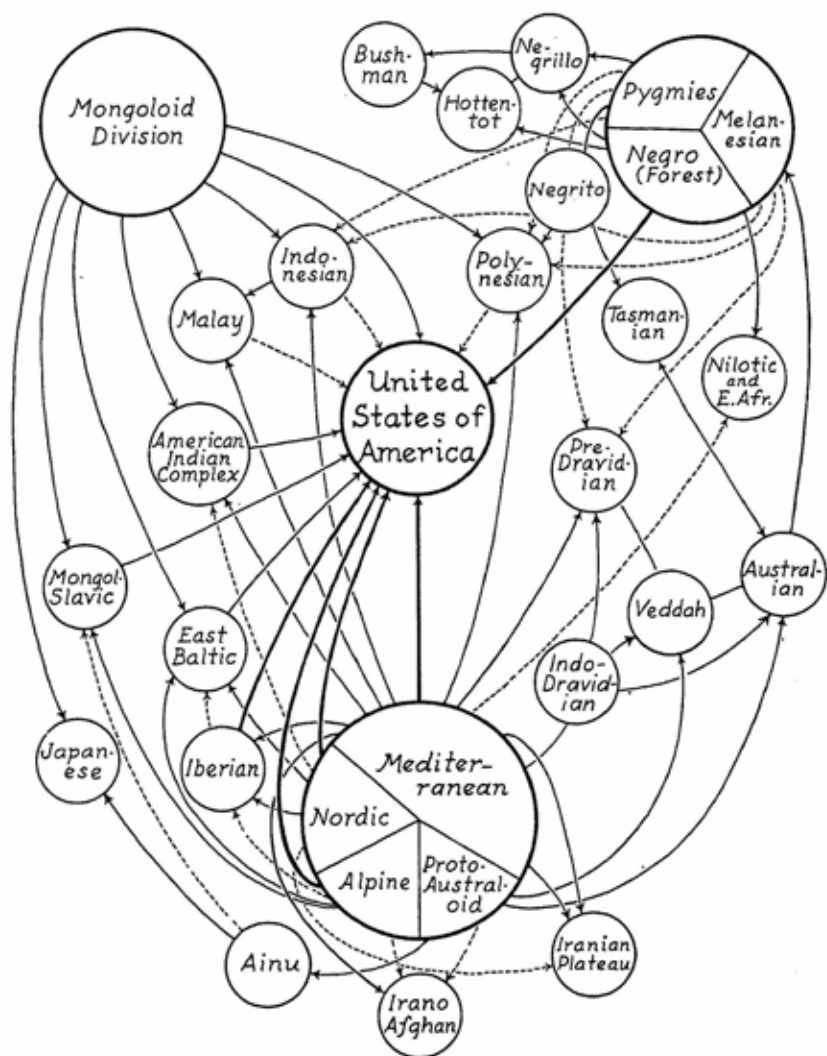 Bush-
man
Ne-
grillo
Hotten-
tot
Mongoloid
Division
Pygmies
Melan-
esian
Negro
(Forest)
Negrito
Indo-
nesian
Poly-
nesian
Malay
Tasman-
ian
Nilotic
and
E. Afr.
United
States of
America
American
Indian
Complex
Pre-
Dravid-
ian
Mongol-
Slavic
Austral-
ian
East
Baltic
Veddah
Indo-
Dravid-
ian
Japan-
ese
Iberian
Mediter-
ranean
Nordic
Alpine
Proto-
Austral-
oid
Ainu
Irano
Afghan
Iranian
Plateau